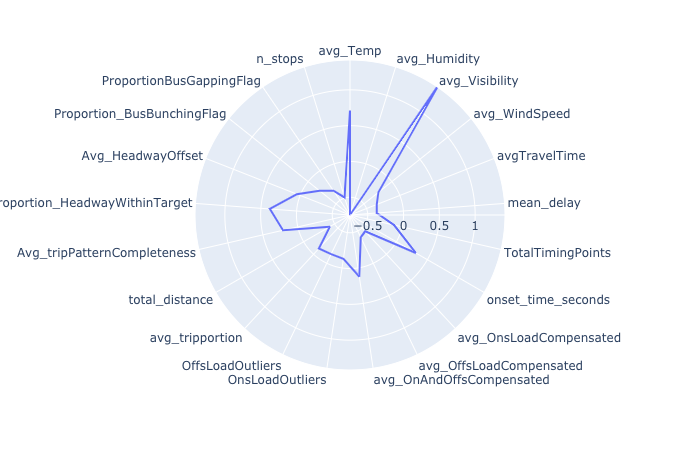 avg_Temp
avg_Humidity
n_stops
avg_Visibility
ProportionBusGappingFlag
avg_WindSpeed
Proportion_BusBunchingFlag
avgTravelTime
Avg_HeadwayOffset
mean_delay
roportion_HeadwayWithinTarget
−0.5 0 0.5 1
TotalTimingPoints
Avg_tripPatternCompleteness
onset_time_seconds
total_distance
avg_OnsLoadCompensated
avg_tripportion
avg_OffsLoadCompensated
OffsLoadOutliers
avg_OnAndOffsCompensated
OnsLoadOutliers